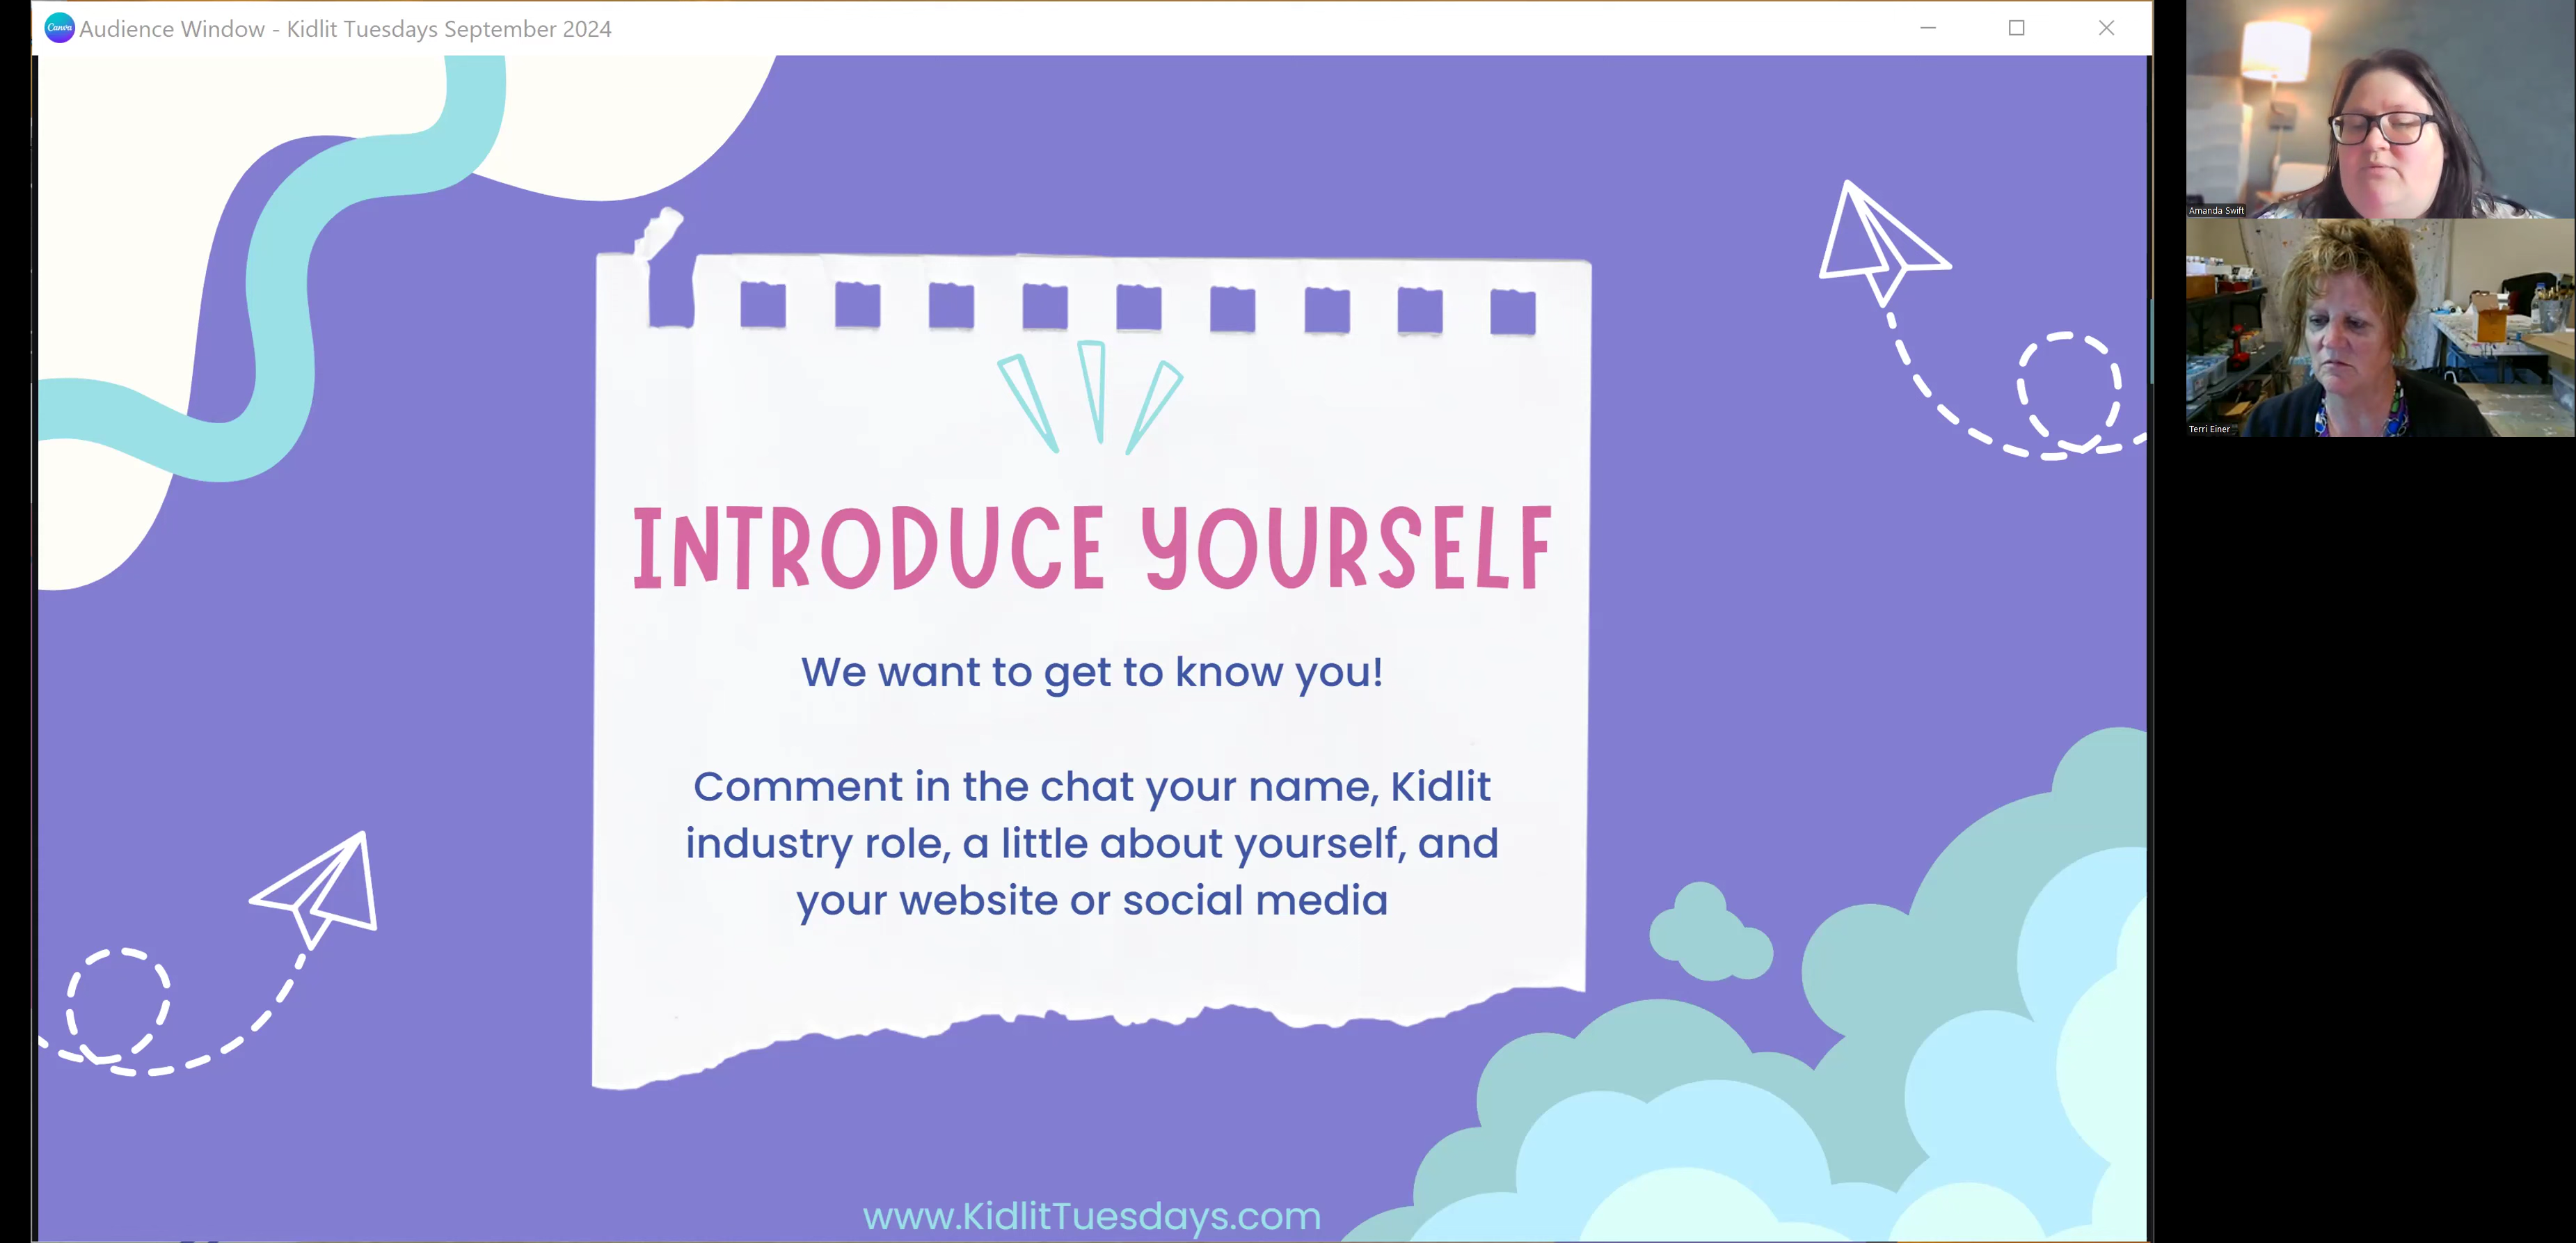 Canva
Audience Window - Kidlit Tuesdays September 2024
INTRODUCE YOURSELF
We want to get to know you!
Comment in the chat your name, Kidlit
industry role, a little about yourself, and
your website or social media
www.KidlitTuesdays.com
Amanda Swift
Terri Einer